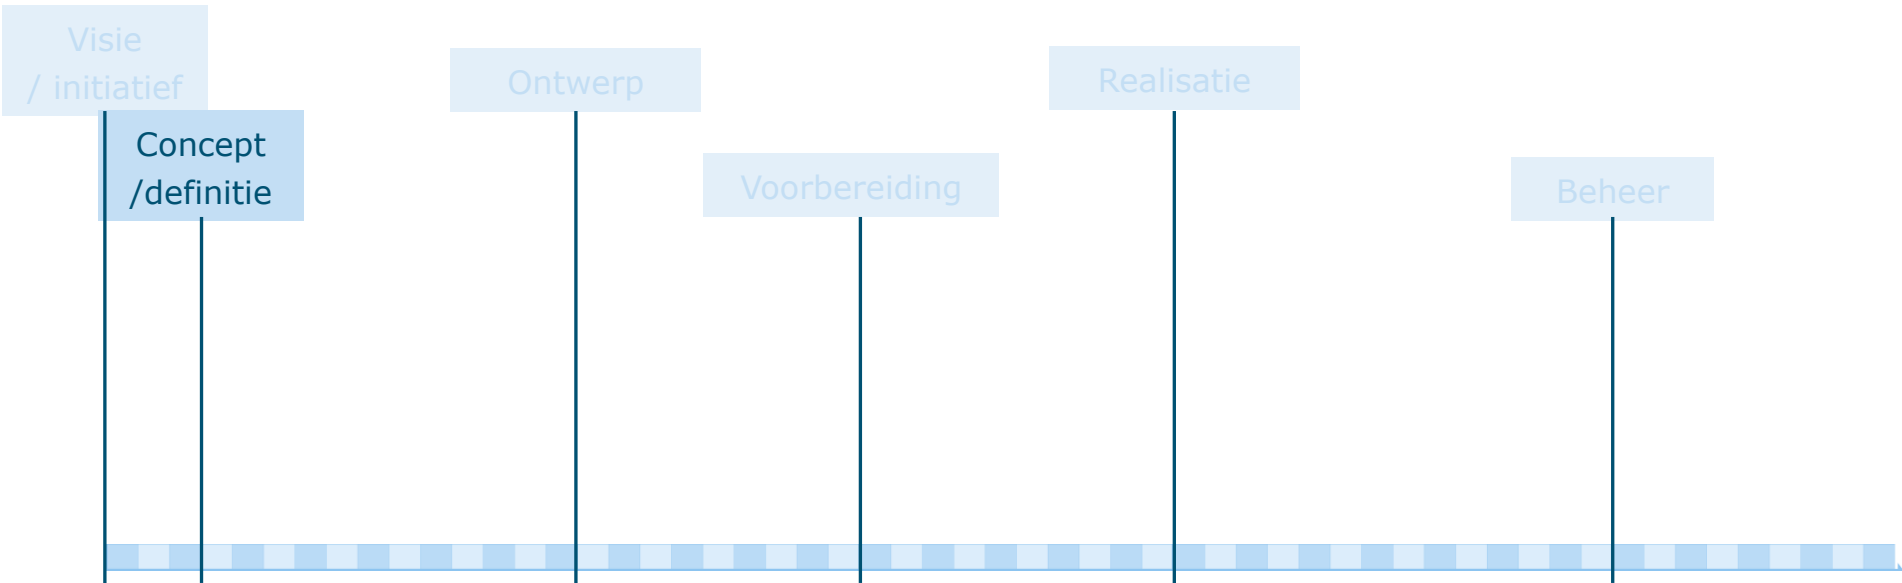 Visie
/ initiatief
Concept
/definitie
Ontwerp
Voorbereiding
Realisatie
Beheer